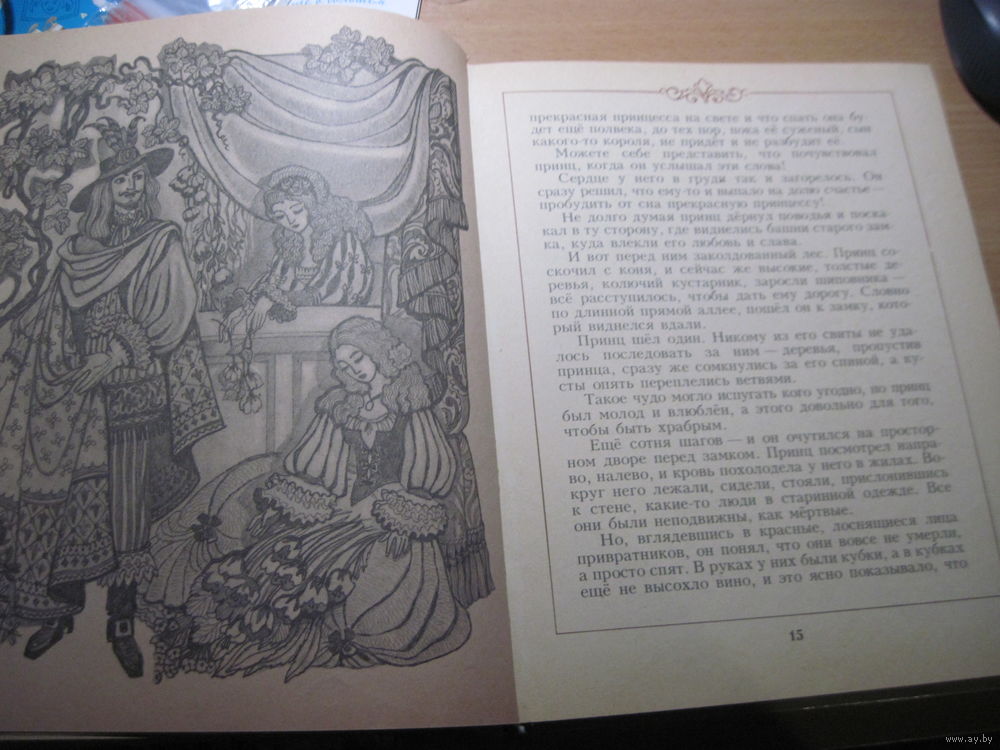 прекрасная принцесса на свете и что спать она бу-
дет ещё полвека, до тех пор, пока её суженый, сын
какого-то короля, не придёт и не разбудит её.
Можете себе представить, что почувствовал
принц, когда он услышал эти слова!
Сердце у него в груди так и загорелось. Он
сразу решил, что ему-то и выпало на долю счастье —
пробудить от сна прекрасную принцессу!
Не долго думая принц дёрнул поводья и поска-
кал в ту сторону, где виднелись башни старого зам-
ка, куда влекли его любовь и слава.
И вот перед ним заколдованный лес. Принц со-
скочил с коня, и сейчас же высокие, толстые де-
ревья, колючий кустарник, заросли шиповника —
всё расступилось, чтобы дать ему дорогу. Словно
по длинной прямой аллее, пошёл он к замку, кото-
рый виднелся вдали.
Принц шёл один. Никому из его свиты не уда-
лось последовать за ним — деревья, пропустив
принца, сразу же сомкнулись за его спиной, а ку-
сты опять переплелись ветвями.
Такое чудо могло испугать кого угодно, но принц
был молод и влюблён, а этого довольно для того,
чтобы быть храбрым.
Ещё сотня шагов — и он очутился на простор-
ном дворе перед замком. Принц посмотрел напра-
во, налево, и кровь похолодела у него в жилах. Во-
круг него лежали, сидели, стояли, прислонившись
к стене, какие-то люди в старинной одежде. Все
они были неподвижны, как мёртвые.
Но, вглядевшись в красные, лоснящиеся лица
привратников, он понял, что они вовсе не умерли,
а просто спят. В руках у них были кубки, а в кубках
ещё не высохло вино, и это ясно показывало, что
15
www.ay.by